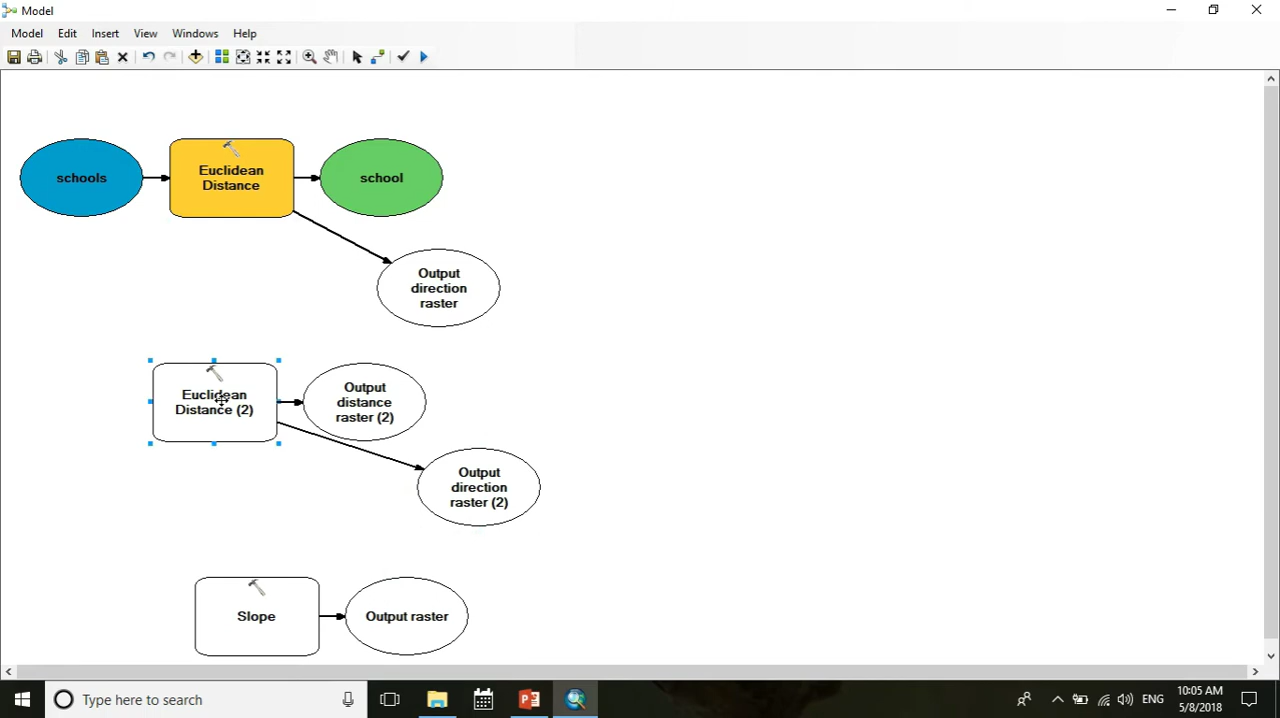 Model
Model Edit Insert View Windows Help
schools
Euclidean
Distance
school
Output
direction
raster
Euclidean
Distance (2)
Output
distance
raster (2)
Output
direction
raster (2)
Slope
Output raster
Type here to search
ENG
10:05 AM
5/8/2018